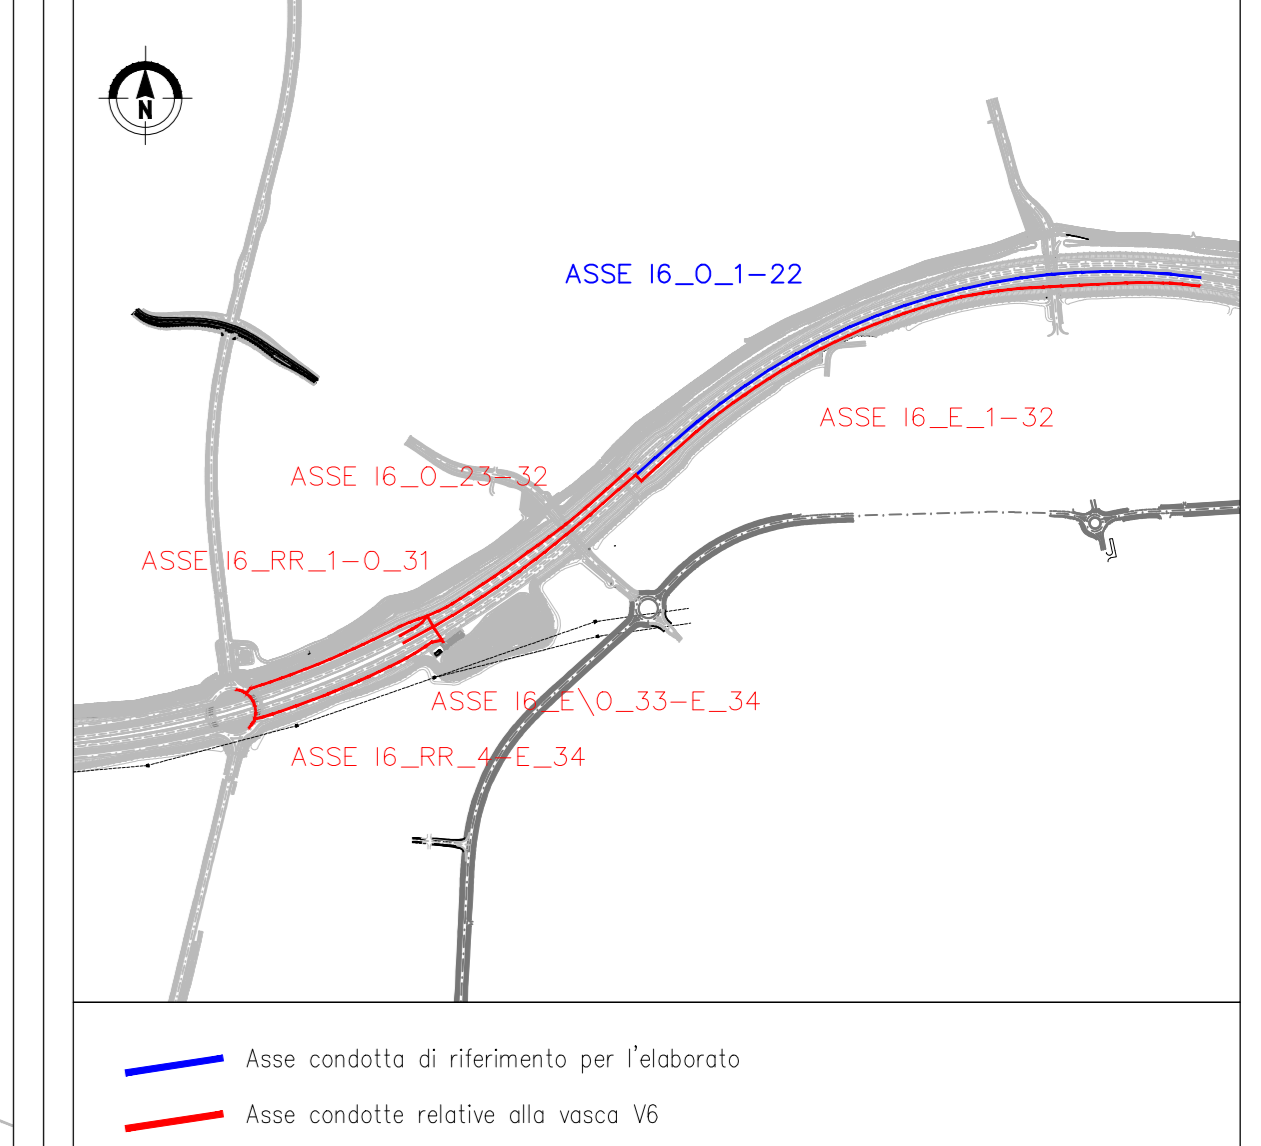 N
ASSE I6_O_1-22
ASSE I6_E_1-32
ASSE I6_O_23-32
ASSE I6_RR_1-O_31
ASSE I6_E\O_33-E_34
ASSE I6_RR_4-E_34
Asse condotta di riferimento per l'elaborato
Asse condotte relative alla vasca V6